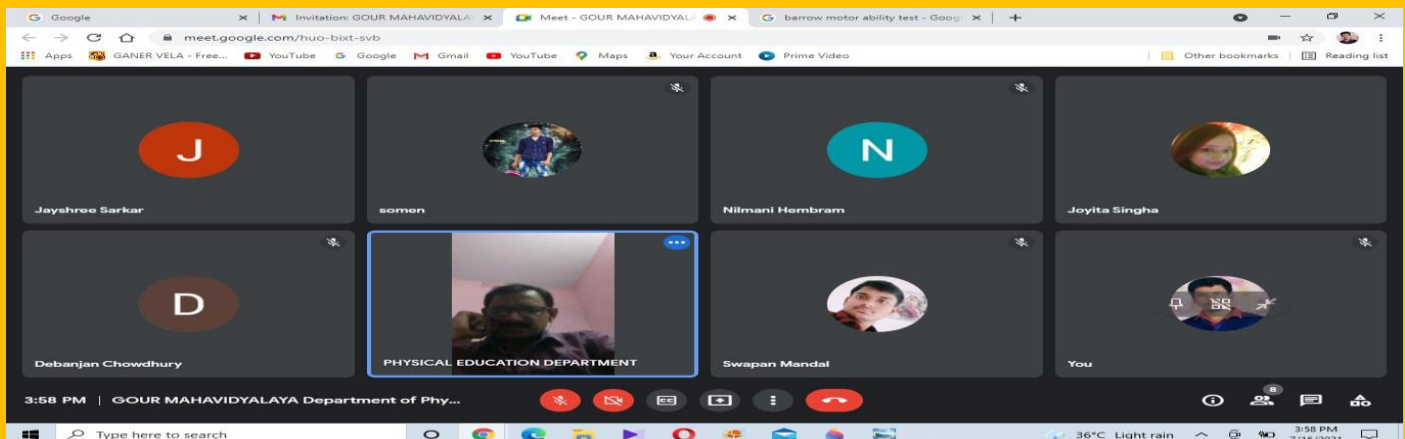 Google
Invitation: GOUR MAHAVIDYALA
Meet - GOUR MAHAVIDYAL
barrow motor ability test - Goog
meet.google.com/huo-bixt-svb
Apps GANER VELA - Free... YouTube Google Gmail YouTube Maps Your Account Prime Video Other bookmarks Reading list
J
N
Jayshree Sarkar somen Nilmani Hembram Joyita Singha
D
Debanjan Chowdhury PHYSICAL EDUCATION DEPARTMENT Swapan Mandal You
3:58 PM | GOUR MAHAVIDYALAYA Department of Phy... 8
Type here to search 36°C Light rain 3:58 PM
7/16/2021